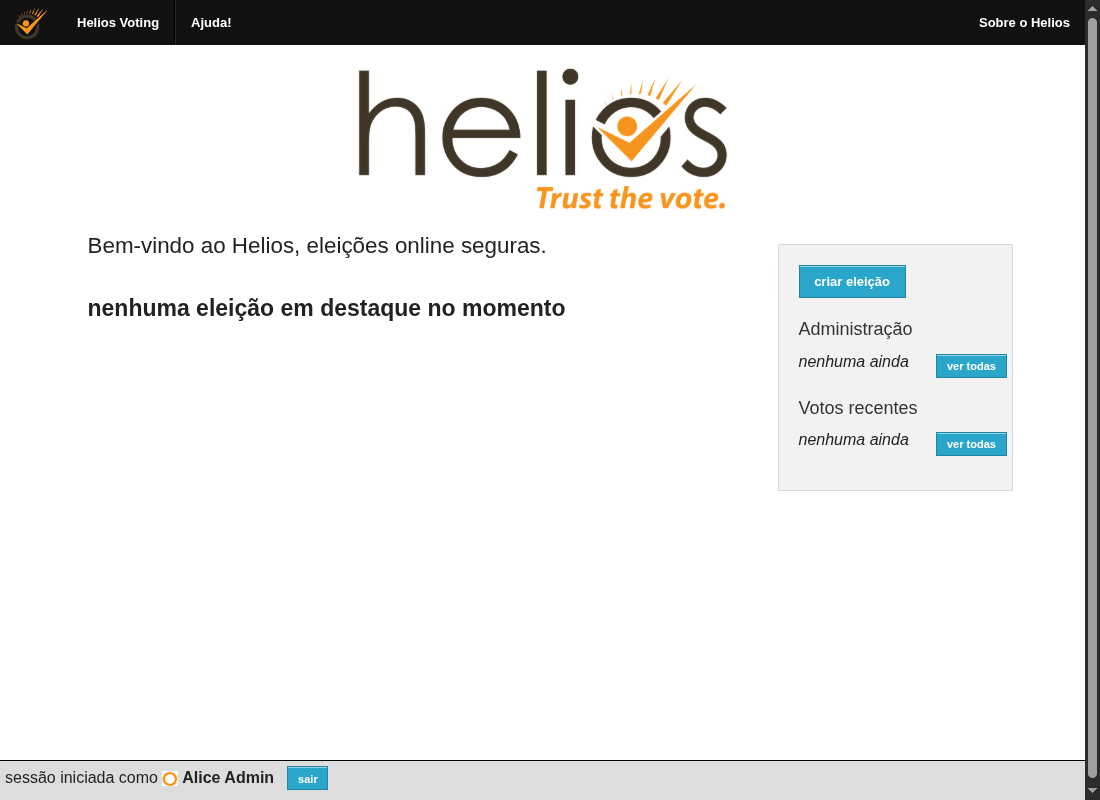 Helios Voting
Ajuda!
Sobre o Helios
helios
Trust the vote.
Bem-vindo ao Helios, eleições online seguras.
nenhuma eleição em destaque no momento
criar eleição
Administração
nenhuma ainda
ver todas
Votos recentes
nenhuma ainda
ver todas
sessão iniciada como Alice Admin sair